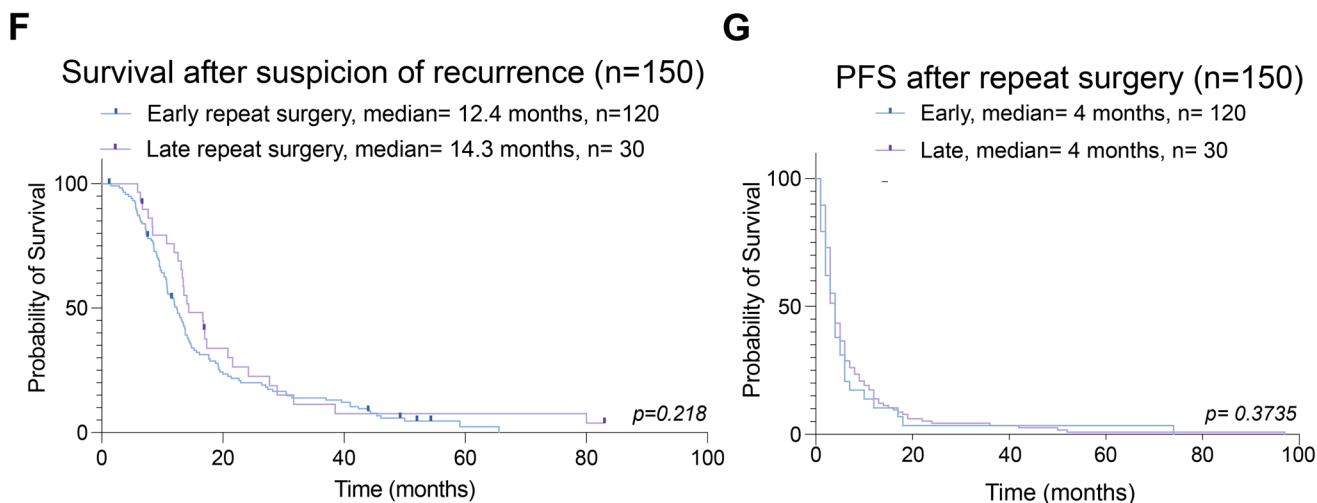 F
Survival after suspicion of recurrence (n=150)
Early repeat surgery, median= 12.4 months, n=120
Late repeat surgery, median= 14.3 months, n= 30
Probability of Survival
100
50
0
p=0.218
0 20 40 60 80 100
Time (months)
G
PFS after repeat surgery (n=150)
Early, median= 4 months, n= 120
Late, median= 4 months, n= 30
Probability of Survival
100
50
0
p= 0.3735
0 20 40 60 80 100
Time (months)